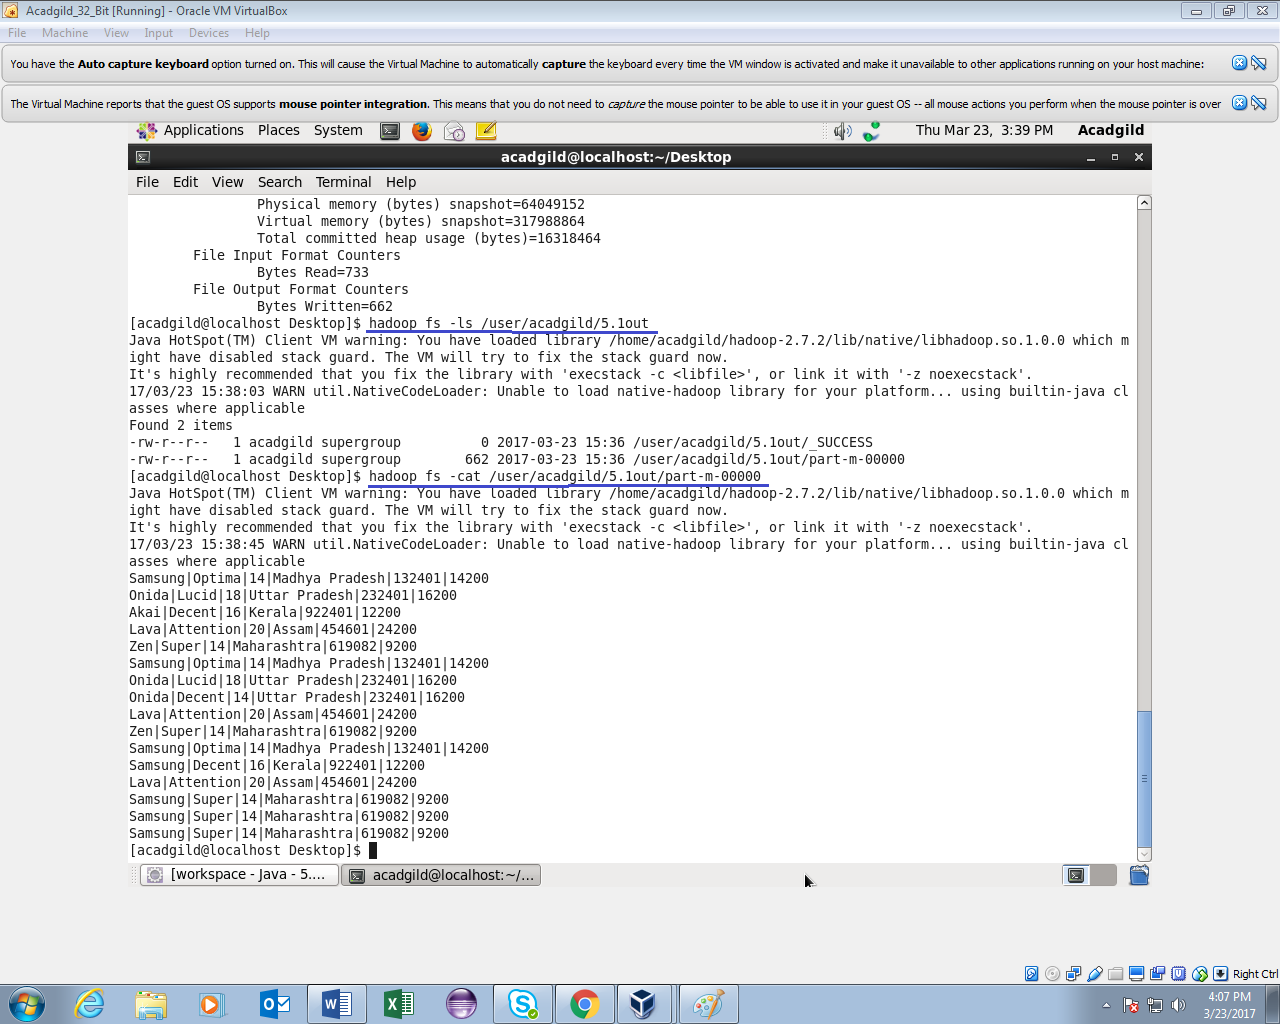 Acadgild_32_Bit [Running] - Oracle VM VirtualBox
File Machine View Input Devices Help
You have the Auto capture keyboard option turned on. This will cause the Virtual Machine to automatically capture the keyboard every time the VM window is activated and make it unavailable to other applications running on your host machine:
The Virtual Machine reports that the guest OS supports mouse pointer integration. This means that you do not need to capture the mouse pointer to be able to use it in your guest OS -- all mouse actions you perform when the mouse pointer is over
Applications Places System Thu Mar 23, 3:39 PM Acadgild
acadgild@localhost:~/Desktop
File Edit View Search Terminal Help
Physical memory (bytes) snapshot=64049152
Virtual memory (bytes) snapshot=317988864
Total committed heap usage (bytes)=16318464
File Input Format Counters
Bytes Read=733
File Output Format Counters
Bytes Written=662
[acadgild@localhost Desktop]$ hadoop fs -ls /user/acadgild/5.1out
Java HotSpot(TM) Client VM warning: You have loaded library /home/acadgild/hadoop-2.7.2/lib/native/libhadoop.so.1.0.0 which m
ight have disabled stack guard. The VM will try to fix the stack guard now.
It's highly recommended that you fix the library with 'execstack -c <libfile>', or link it with '-z noexecstack'.
17/03/23 15:38:03 WARN util.NativeCodeLoader: Unable to load native-hadoop library for your platform... using builtin-java cl
asses where applicable
Found 2 items
-rw-r--r--   1 acadgild supergroup          0 2017-03-23 15:36 /user/acadgild/5.1out/_SUCCESS
-rw-r--r--   1 acadgild supergroup        662 2017-03-23 15:36 /user/acadgild/5.1out/part-m-00000
[acadgild@localhost Desktop]$ hadoop fs -cat /user/acadgild/5.1out/part-m-00000
Java HotSpot(TM) Client VM warning: You have loaded library /home/acadgild/hadoop-2.7.2/lib/native/libhadoop.so.1.0.0 which m
ight have disabled stack guard. The VM will try to fix the stack guard now.
It's highly recommended that you fix the library with 'execstack -c <libfile>', or link it with '-z noexecstack'.
17/03/23 15:38:45 WARN util.NativeCodeLoader: Unable to load native-hadoop library for your platform... using builtin-java cl
asses where applicable
Samsung|Optima|14|Madhya Pradesh|132401|14200
Onida|Lucid|18|Uttar Pradesh|232401|16200
Akai|Decent|16|Kerala|922401|12200
Lava|Attention|20|Assam|454601|24200
Zen|Super|14|Maharashtra|619082|9200
Samsung|Optima|14|Madhya Pradesh|132401|14200
Onida|Lucid|18|Uttar Pradesh|232401|16200
Onida|Decent|14|Uttar Pradesh|232401|16200
Lava|Attention|20|Assam|454601|24200
Zen|Super|14|Maharashtra|619082|9200
Samsung|Optima|14|Madhya Pradesh|132401|14200
Samsung|Decent|16|Kerala|922401|12200
Lava|Attention|20|Assam|454601|24200
Samsung|Super|14|Maharashtra|619082|9200
Samsung|Super|14|Maharashtra|619082|9200
Samsung|Super|14|Maharashtra|619082|9200
[acadgild@localhost Desktop]$
[workspace - Java - 5.... acadgild@localhost:~/...
Right Ctrl
4:07 PM
3/23/2017